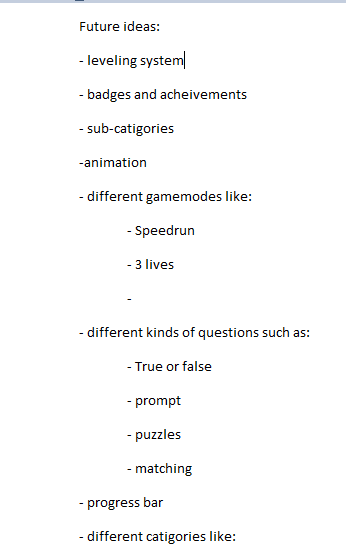 Future ideas:
- leveling system
- badges and acheivements
- sub-catigories
-animation
- different gamemodes like:
- Speedrun
- 3 lives
-
- different kinds of questions such as:
- True or false
- prompt
- puzzles
- matching
- progress bar
- different catigories like: